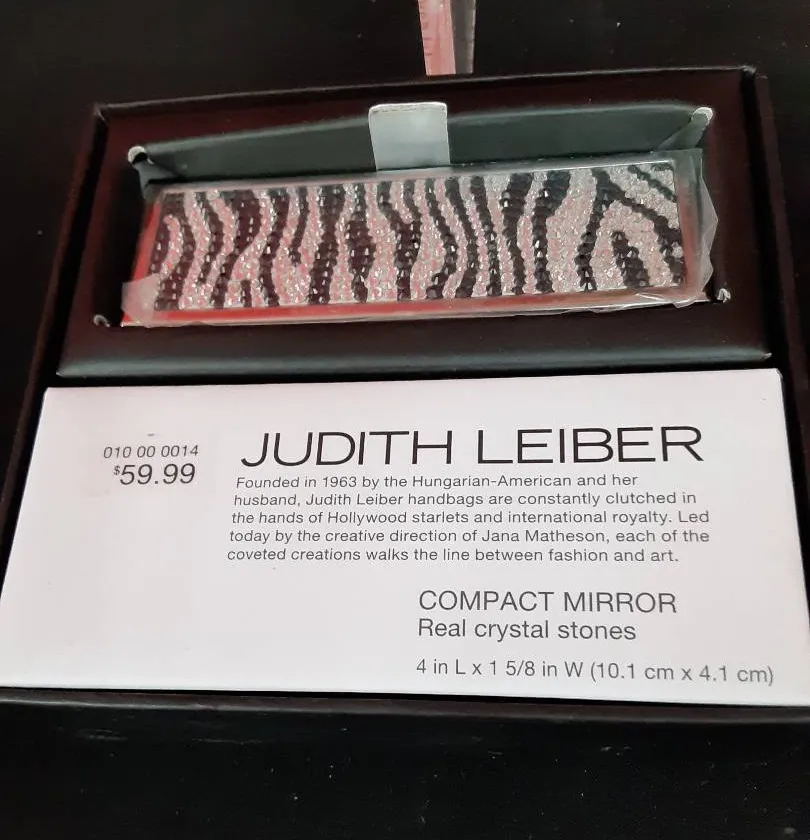 010 00 0014
$59.99
JUDITH LEIBER
Founded in 1963 by the Hungarian-American and her
husband, Judith Leiber handbags are constantly clutched in
the hands of Hollywood starlets and international royalty. Led
today by the creative direction of Jana Matheson, each of the
coveted creations walks the line between fashion and art.
COMPACT MIRROR
Real crystal stones
4 in L x 1 5/8 in W (10.1 cm x 4.1 cm)